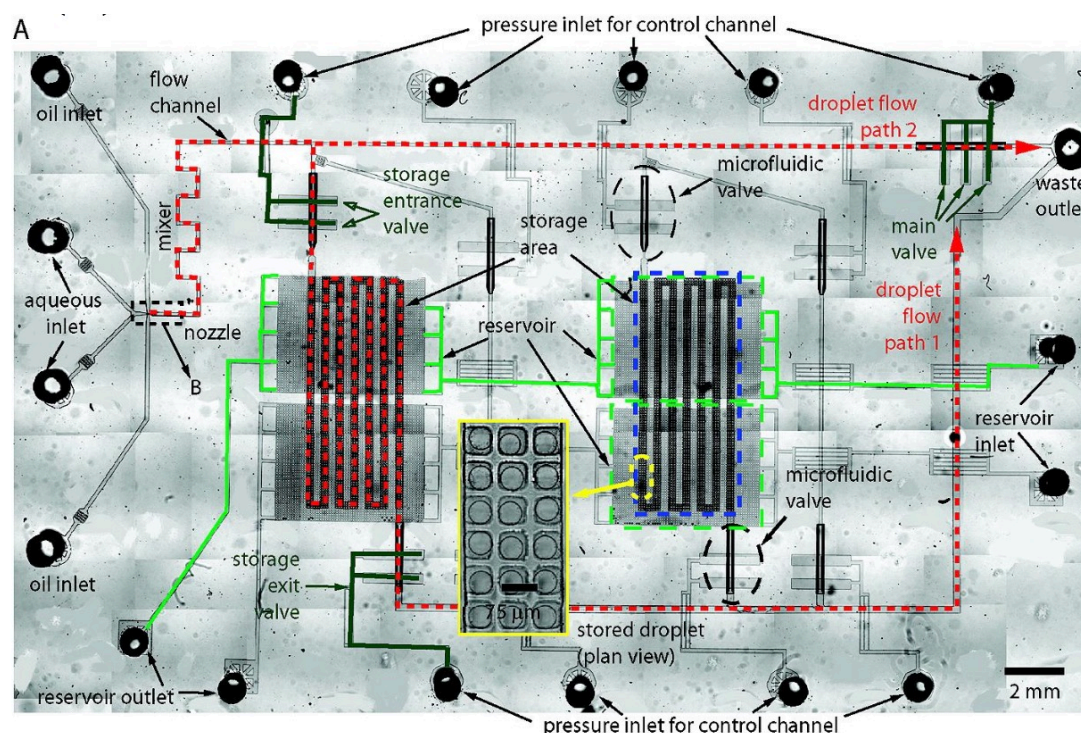 A
pressure inlet for control channel
oil inlet
flow
channel
C
droplet flow
path 2
microfluidic
valve
waste
outlet
storage
entrance
valve
storage
area
main
valve
mixer
aqueous
inlet
nozzle
reservoir
droplet
flow
path 1
B
reservoir
inlet
microfluidic
valve
oil inlet
storage
exit
valve
75 μm
stored droplet
(plan view)
reservoir outlet
2 mm
pressure inlet for control channel